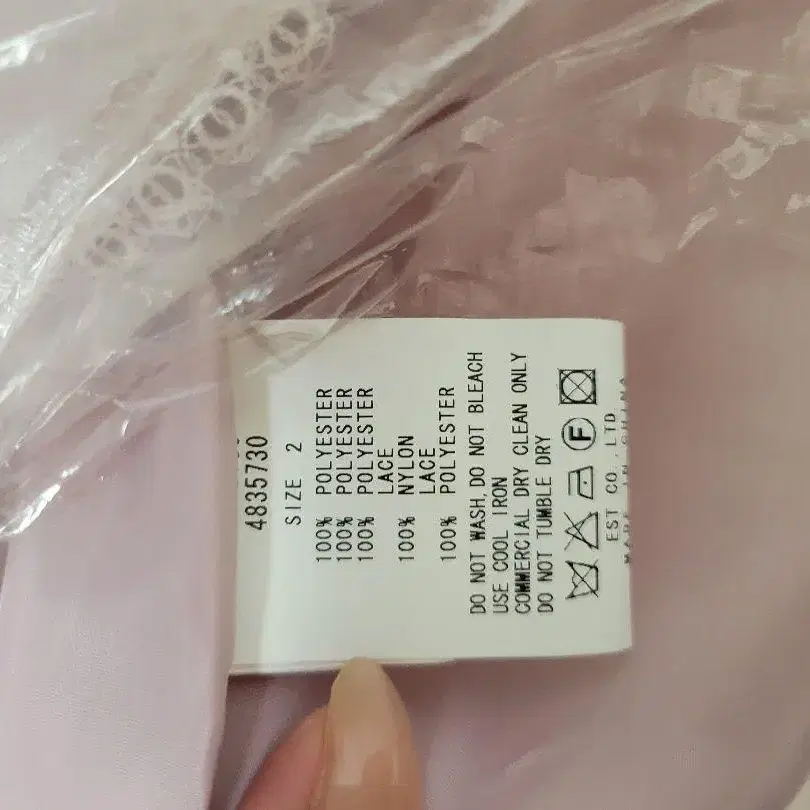 4835730
SIZE 2
100% POLYESTER
100% POLYESTER
100% POLYESTER
LACE
100% NYLON
LACE
100% POLYESTER
DO NOT WASH,DO NOT BLEACH
USE COOL IRON
COMMERCIAL DRY CLEAN ONLY
DO NOT TUMBLE DRY
F
EST CO., LTD
MADE IN CHINA